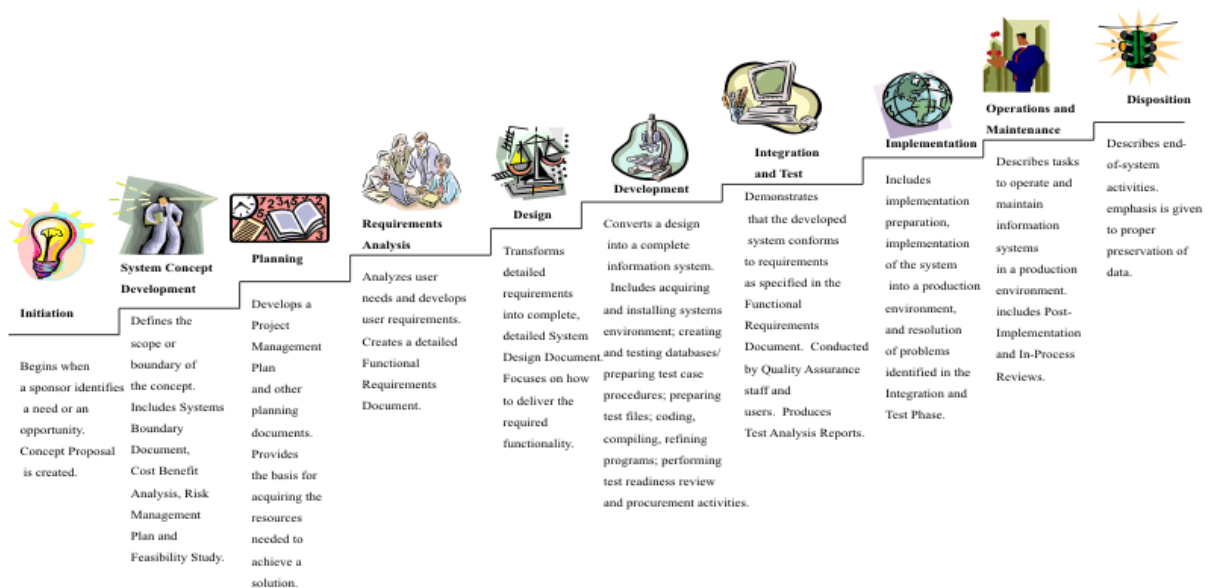 Initiation
Begins when
a sponsor identifies
a need or an
opportunity.
Concept Proposal
is created.
System Concept
Development
Defines the
scope or
boundary of
the concept.
Includes Systems
Boundary
Document,
Cost Benefit
Analysis, Risk
Management
Plan and
Feasibility Study.
Planning
Develops a
Project
Management
Plan
and other
planning
documents.
Provides
the basis for
acquiring the
resources
needed to
achieve a
solution.
Requirements
Analysis
Analyzes user
needs and develops
user requirements.
Creates a detailed
Functional
Requirements
Document.
Design
Transforms
detailed
requirements
into complete,
detailed System
Design Document.
Focuses on how
to deliver the
required
functionality.
Development
Converts a design
into a complete
information system.
Includes acquiring
and installing systems
environment; creating
and testing databases/
preparing test case
procedures; preparing
test files; coding,
compiling, refining
programs; performing
test readiness review
and procurement activities.
Integration
and Test
Demonstrates
that the developed
system conforms
to requirements
as specified in the
Functional
Requirements
Document. Conducted
by Quality Assurance
staff and
users. Produces
Test Analysis Reports.
Implementation
Includes
implementation
preparation,
implementation
of the system
into a production
environment,
and resolution
of problems
identified in the
Integration and
Test Phase.
Operations and
Maintenance
Describes tasks
to operate and
maintain
information
systems
in a production
environment.
includes Post-
Implementation
and In-Process
Reviews.
Disposition
Describes end-
of-system
activities.
emphasis is given
to proper
preservation of
data.